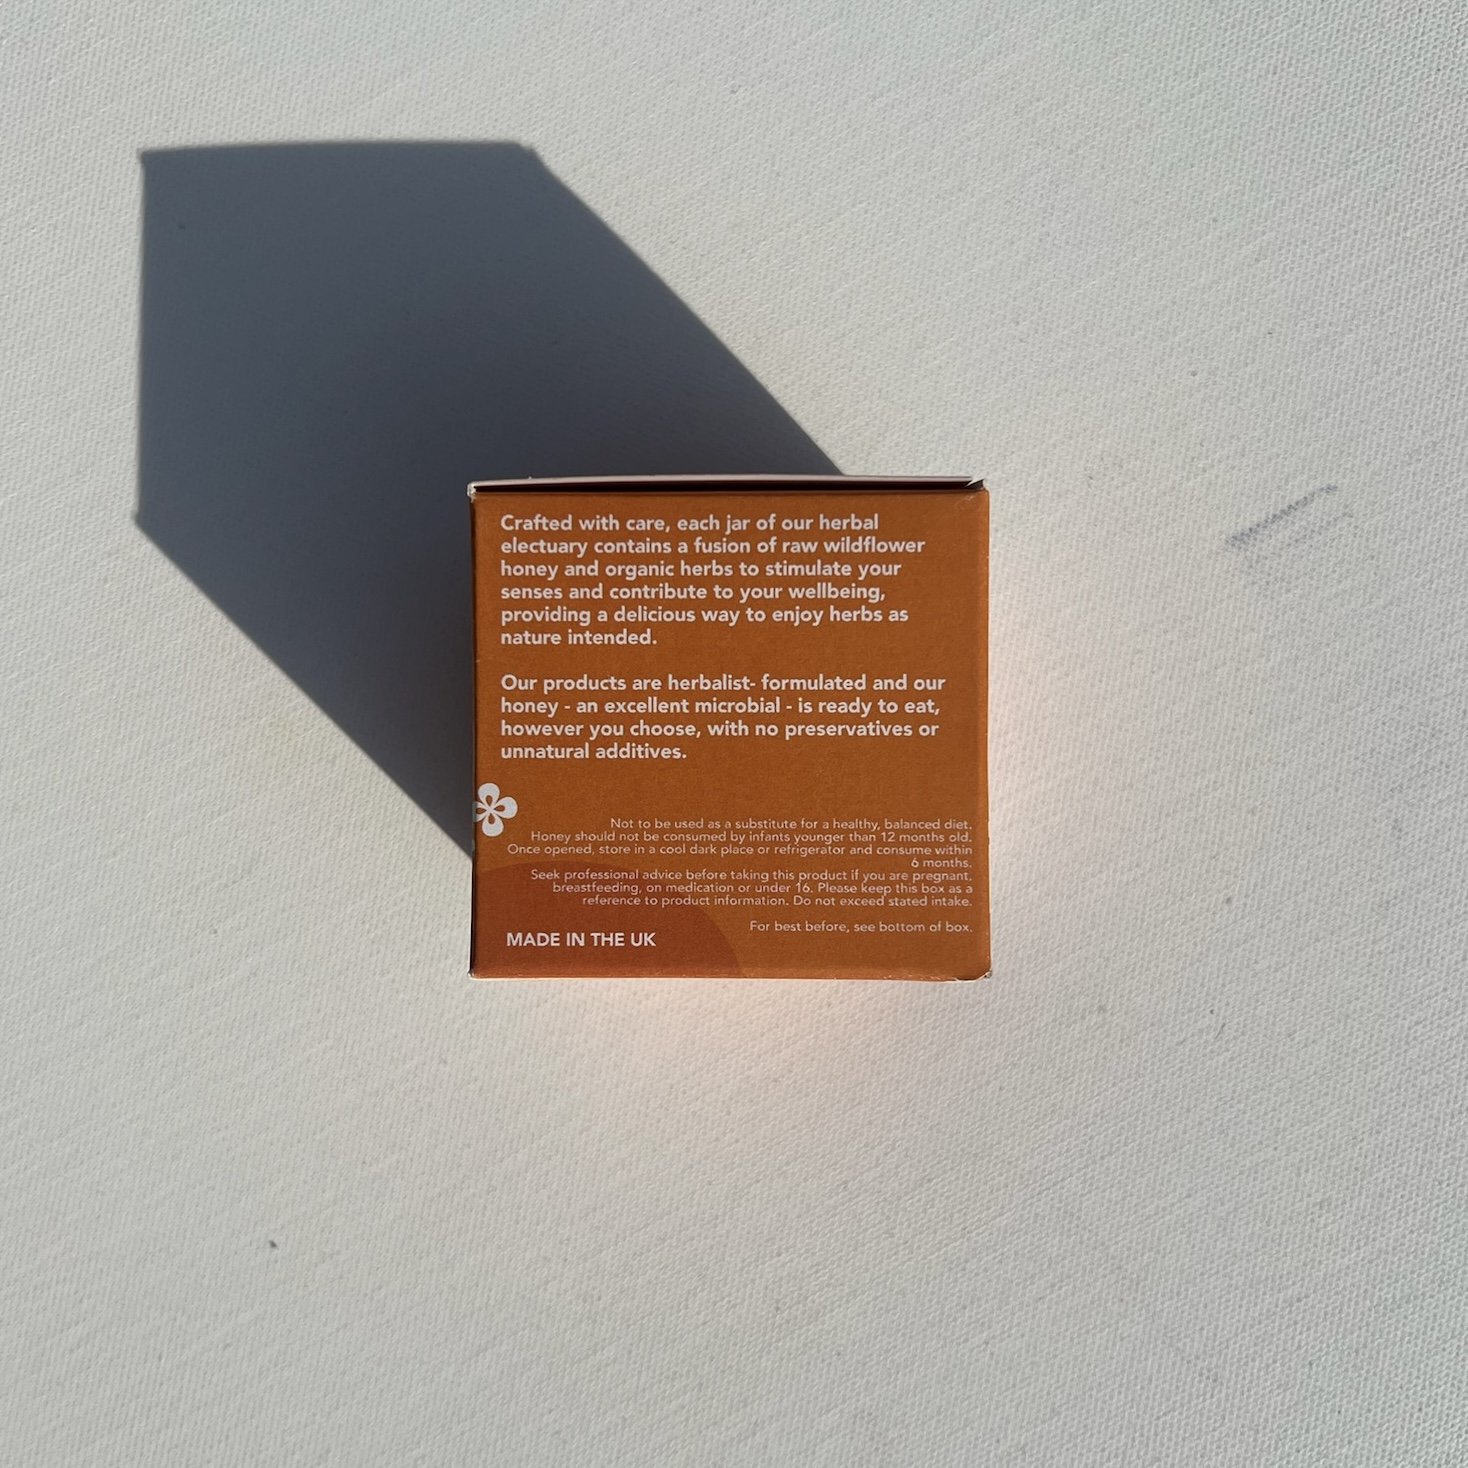 Crafted with care, each jar of our herbal
electuary contains a fusion of raw wildflower
honey and organic herbs to stimulate your
senses and contribute to your wellbeing,
providing a delicious way to enjoy herbs as
nature intended.
Our products are herbalist- formulated and our
honey - an excellent microbial - is ready to eat,
however you choose, with no preservatives or
unnatural additives.
Not to be used as a substitute for a healthy, balanced diet.
Honey should not be consumed by infants younger than 12 months old.
Once opened, store in a cool dark place or refrigerator and consume within
6 months.
Seek professional advice before taking this product if you are pregnant,
breastfeeding, on medication or under 16. Please keep this box as a
reference to product information. Do not exceed stated intake.
For best before, see bottom of box.
MADE IN THE UK